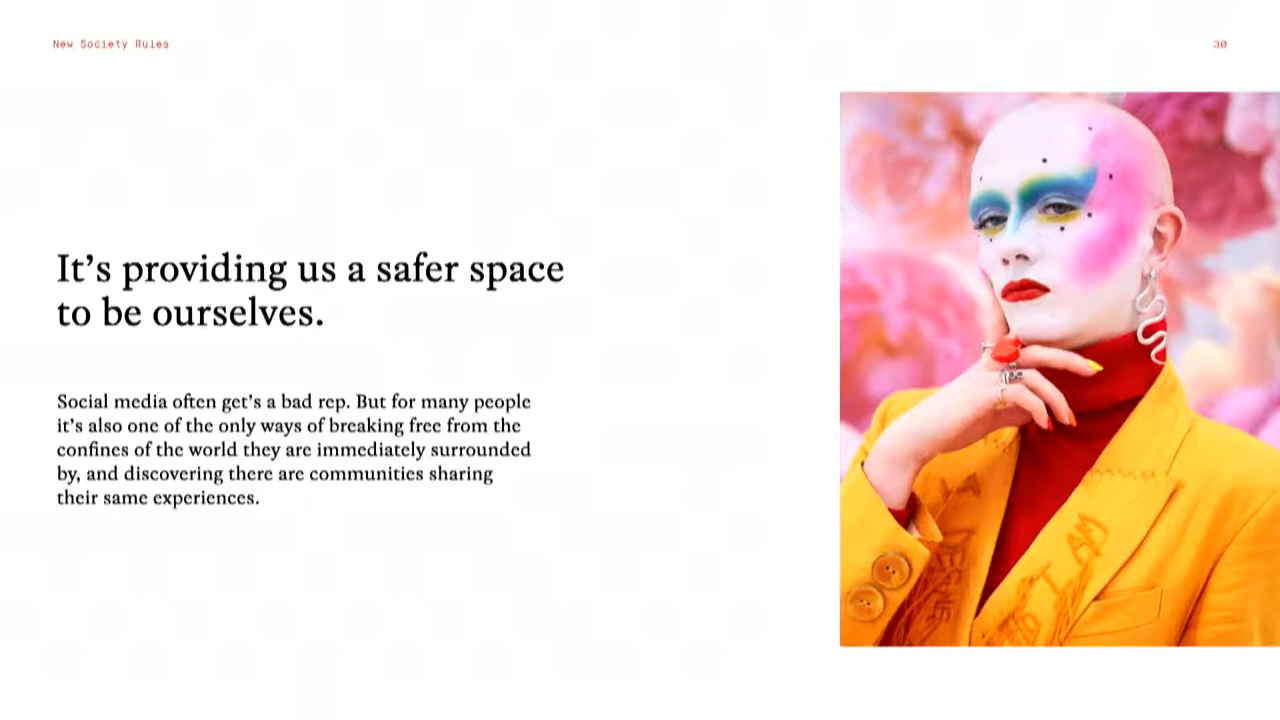 New Society Rules
30
It's providing us a safer space
to be ourselves.
Social media often get's a bad rep. But for many people
it's also one of the only ways of breaking free from the
confines of the world they are immediately surrounded
by, and discovering there are communities sharing
their same experiences.
I
DEFINE
I AM